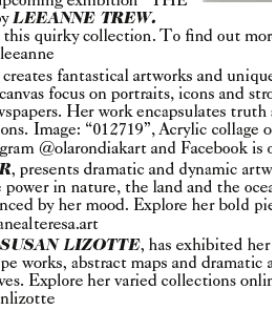 upcoming exhibition "THE
by LEEANNE TREW.
this quirky collection. To find out mor
leeanne
creates fantastical artworks and unique
canvas focus on portraits, icons and stro
wspapers. Her work encapsulates truth
ons. Image: "012719", Acrylic collage o
gram @olarondiakart and Facebook is o
R, presents dramatic and dynamic artw
e power in nature, the land and the ocea
nced by her mood. Explore her bold pie
anealteresa.art
SUSAN LIZOTTE, has exhibited her
pe works, abstract maps and dramatic a
ves. Explore her varied collections onlin
nlizotte